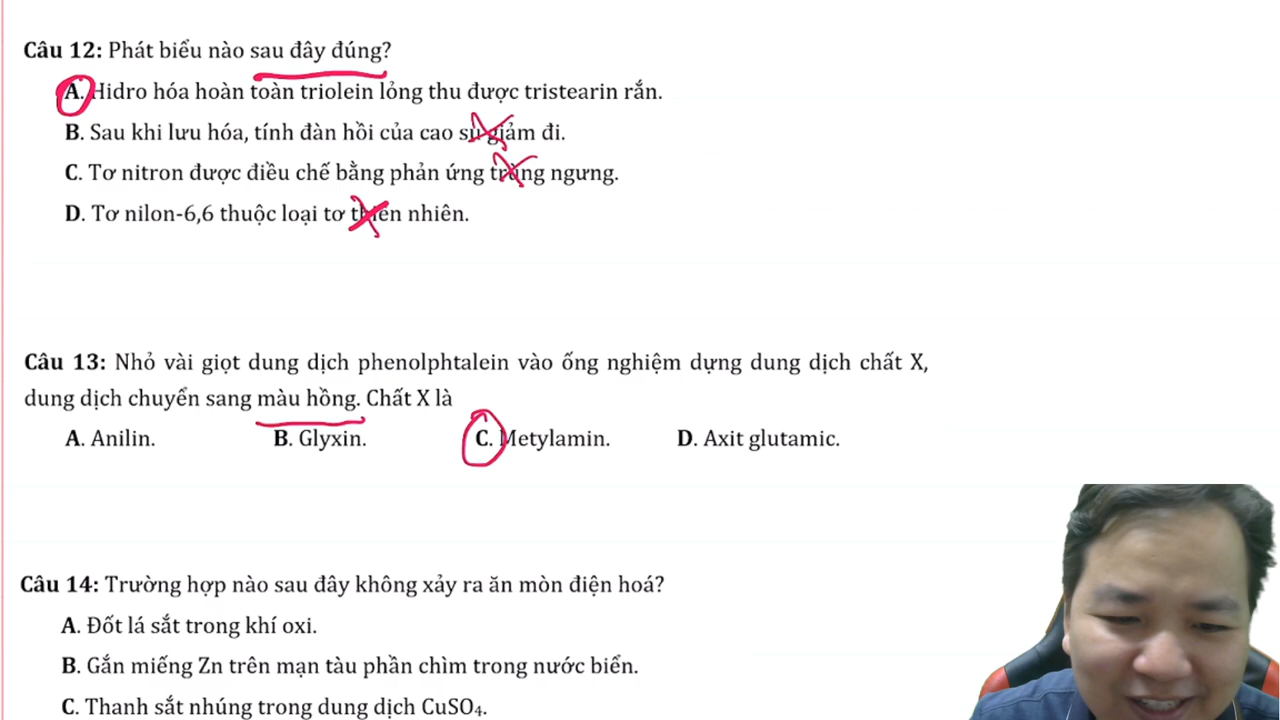 Câu 12: Phát biểu nào sau đây đúng?
A. Hidro hóa hoàn toàn triolein lỏng thu được tristearin rắn.
B. Sau khi lưu hóa, tính đàn hồi của cao su giảm đi.
C. Tơ nitron được điều chế bằng phản ứng trùng ngưng.
D. Tơ nilon-6,6 thuộc loại tơ thiên nhiên.
Câu 13: Nhỏ vài giọt dung dịch phenolphtalein vào ống nghiệm dựng dung dịch chất X,
dung dịch chuyển sang màu hồng. Chất X là
A. Anilin. B. Glyxin. C. Metylamin. D. Axit glutamic.
Câu 14: Trường hợp nào sau đây không xảy ra ăn mòn điện hoá?
A. Đốt lá sắt trong khí oxi.
B. Gắn miếng Zn trên mạn tàu phần chìm trong nước biển.
C. Thanh sắt nhúng trong dung dịch CuSO₄.